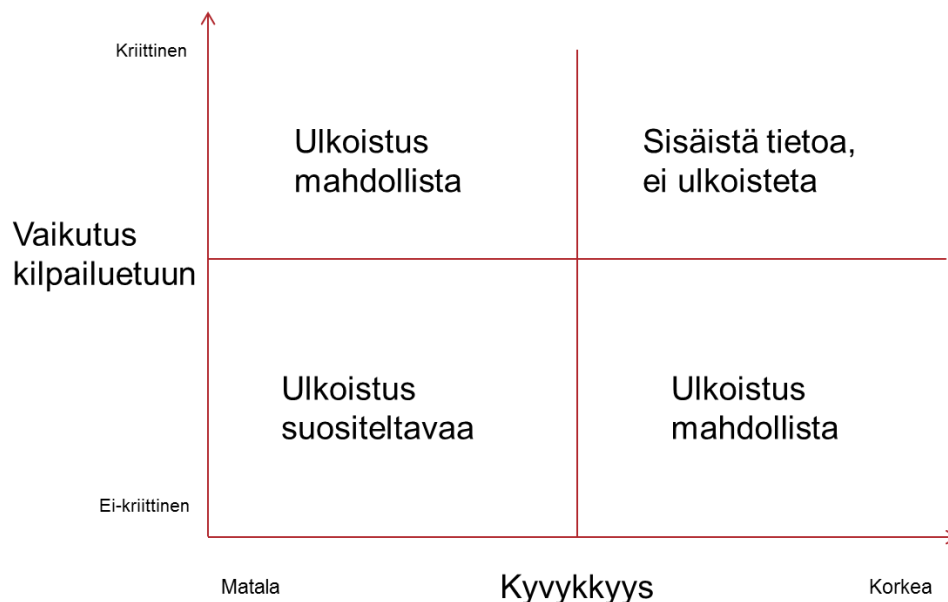 Kriittinen
Ulkoistus
mahdollista
Sisäistä tietoa,
ei ulkoisteta
Vaikutus
kilpailuetuun
Ulkoistus
suositeltavaa
Ulkoistus
mahdollista
Ei-kriittinen
Matala
Kyvykkyys
Korkea